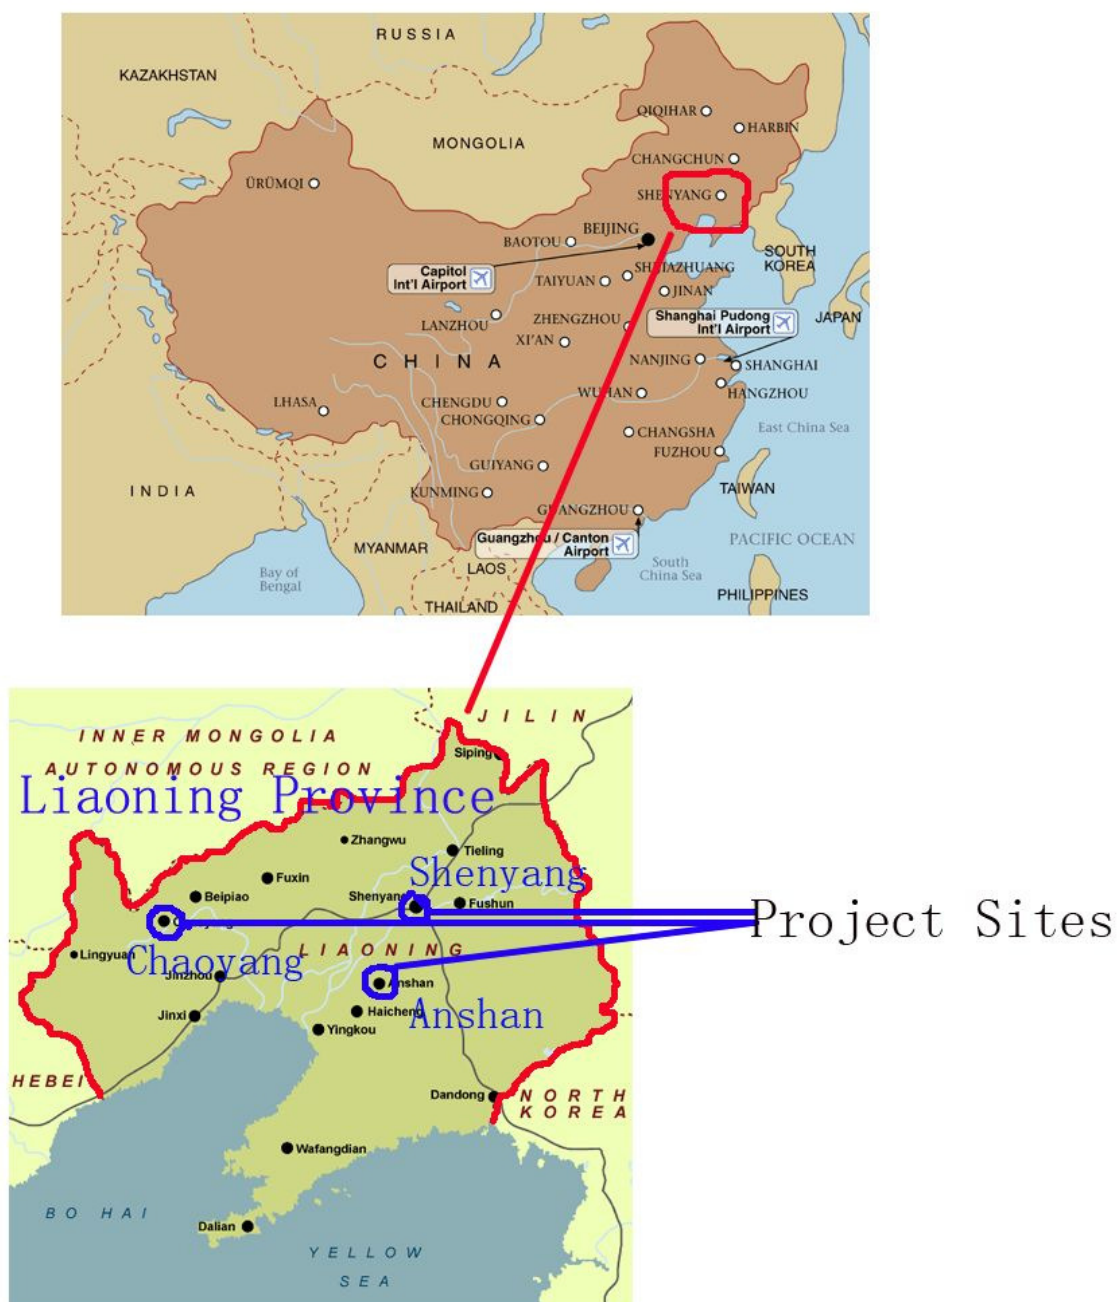 RUSSIA
KAZAKHSTAN
MONGOLIA
QIQIHAR
HARBIN
CHANGCHUN
ÜRÜMQI
SHENYANG
BEIJING
BAOTOU
SOUTH
KOREA
Capitol
Int'l Airport
TAIYUAN
SHIJIAZHUANG
JINAN
LANZHOU
ZHENGZHOU
Shanghai Pudong
Int'l Airport
JAPAN
XI'AN
CHINA
NANJING
SHANGHAI
HANGZHOU
LHASA
CHENGDU
WUHAN
CHONGQING
East China Sea
CHANGSHA
FUZHOU
GUIYANG
INDIA
KUNMING
TAIWAN
GUANGZHOU
Guangzhou / Canton
Airport
PACIFIC OCEAN
MYANMAR
LAOS
South
China Sea
Bay of
Bengal
THAILAND
PHILIPPINES
JILIN
INNER MONGOLIA
AUTONOMOUS REGION
Siping
Liaoning Province
Zhangwu
Tieling
Fuxin
Shenyang
Beipiao
Shenyang
Fushun
Project Sites
LIAONING
Lingyuan
Chaoyang
Jinzhou
Anshan
Jinxi
Haicheng
Anshan
Yingkou
HEBEI
Dandong
NORTH
KOREA
Wafangdian
BO HAI
Dalian
YELLOW
SEA